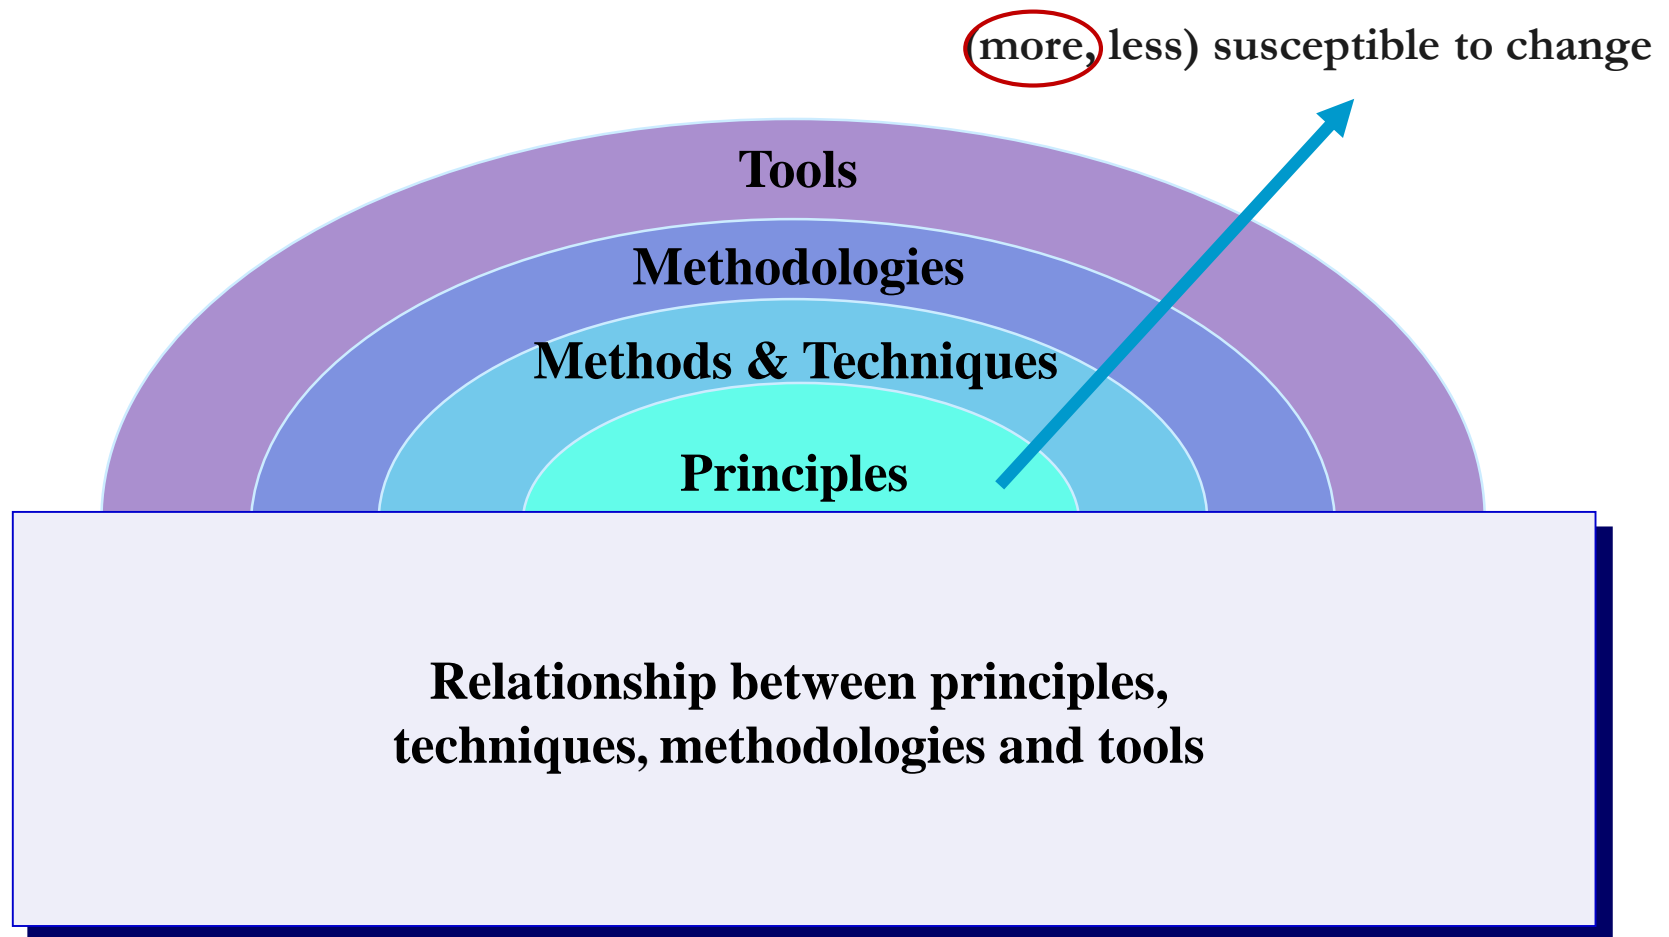 (more, less) susceptible to change
Tools
Methodologies
Methods & Techniques
Principles
Relationship between principles,
techniques, methodologies and tools